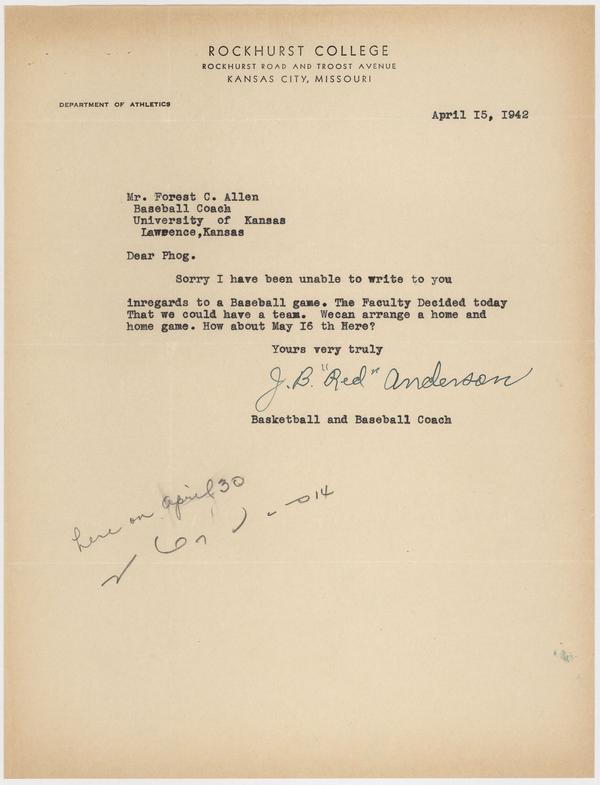 ROCKHURST COLLEGE
ROCKHURST ROAD AND TROOST AVENUE
KANSAS CITY, MISSOURI
DEPARTMENT OF ATHLETICS
April I5, I942
Mr. Forest C. Allen
Baseball Coach
University of Kansas
Lawrence,Kansas
Dear Phog.
Sorry I have been unable to write to you
inregards to a Baseball game. The Faculty Decided today
That we could have a team. Wecan arrange a home and
home game. How about May I6 th Here?
Yours very truly
J.B. "Red" Anderson
Basketball and Baseball Coach
here on april 30
14